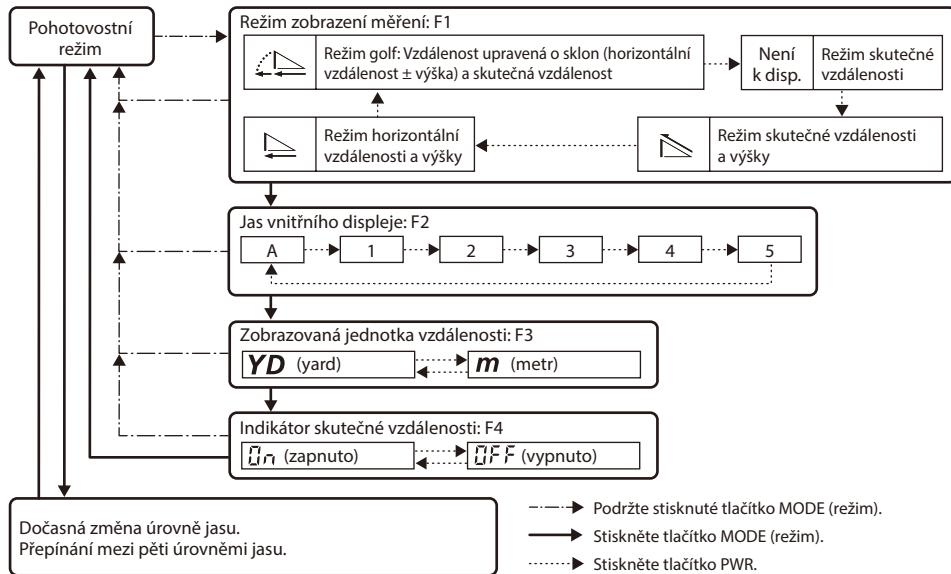 Pohotovostní
režim
Režim zobrazení měření: F1
Režim golf: Vzdálenost upravená o sklon (horizontální
vzdálenost ± výška) a skutečná vzdálenost
Není
k disp.
Režim skutečné
vzdálenosti
Režim horizontální
vzdálenosti a výšky
Režim skutečné vzdálenosti
a výšky
Jas vnitřního displeje: F2
A
1
2
3
4
5
Zobrazovaná jednotka vzdálenosti: F3
YD (yard)
m (metr)
Indikátor skutečné vzdálenosti: F4
On (zapnuto)
OFF (vypnuto)
Dočasná změna úrovně jasu.
Přepínání mezi pěti úrovněmi jasu.
Podržte stisknuté tlačítko MODE (režim).
Stiskněte tlačítko MODE (režim).
Stiskněte tlačítko PWR.